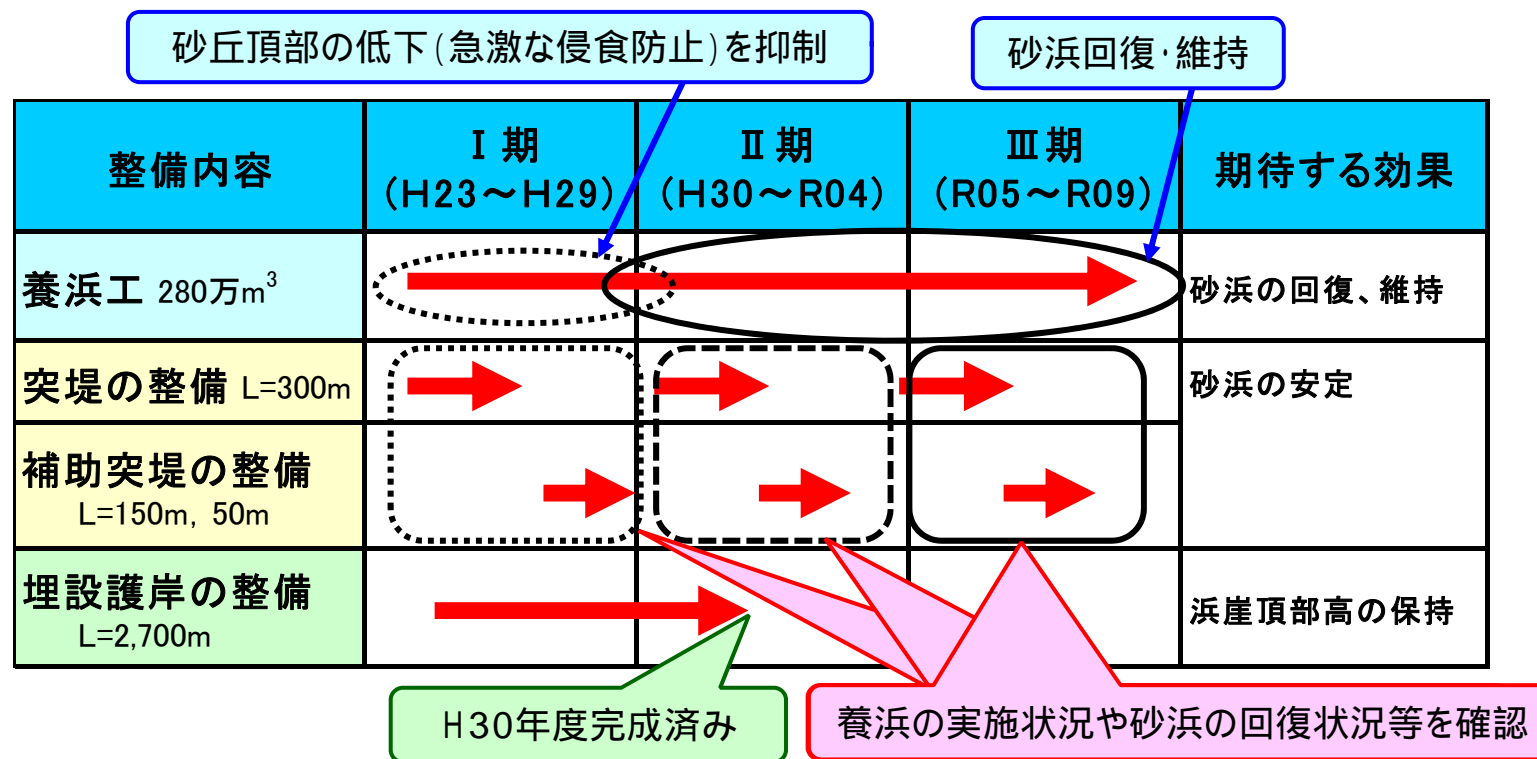 砂丘頂部の低下(急激な侵食防止)を抑制
砂浜回復・維持
整備内容
Ⅰ期
(H23～H29)
Ⅱ期
(H30～R04)
Ⅲ期
(R05～R09)
期待する効果
養浜工 280万m³
砂浜の回復、維持
突堤の整備 L=300m
砂浜の安定
補助突堤の整備
L=150m, 50m
埋設護岸の整備
L=2,700m
浜崖頂部高の保持
H30年度完成済み
養浜の実施状況や砂浜の回復状況等を確認